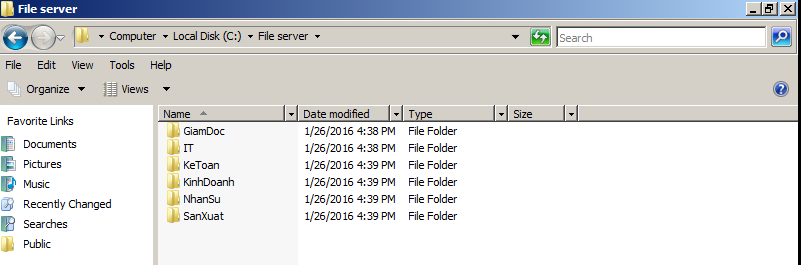 File server
Computer Local Disk (C:) File server
Search
File Edit View Tools Help
Organize Views
Favorite Links
Documents
Pictures
Music
Recently Changed
Searches
Public
Name Date modified Type Size
GiamDoc 1/26/2016 4:38 PM File Folder
IT 1/26/2016 4:38 PM File Folder
KeToan 1/26/2016 4:39 PM File Folder
KinhDoanh 1/26/2016 4:39 PM File Folder
NhanSu 1/26/2016 4:39 PM File Folder
SanXuat 1/26/2016 4:39 PM File Folder